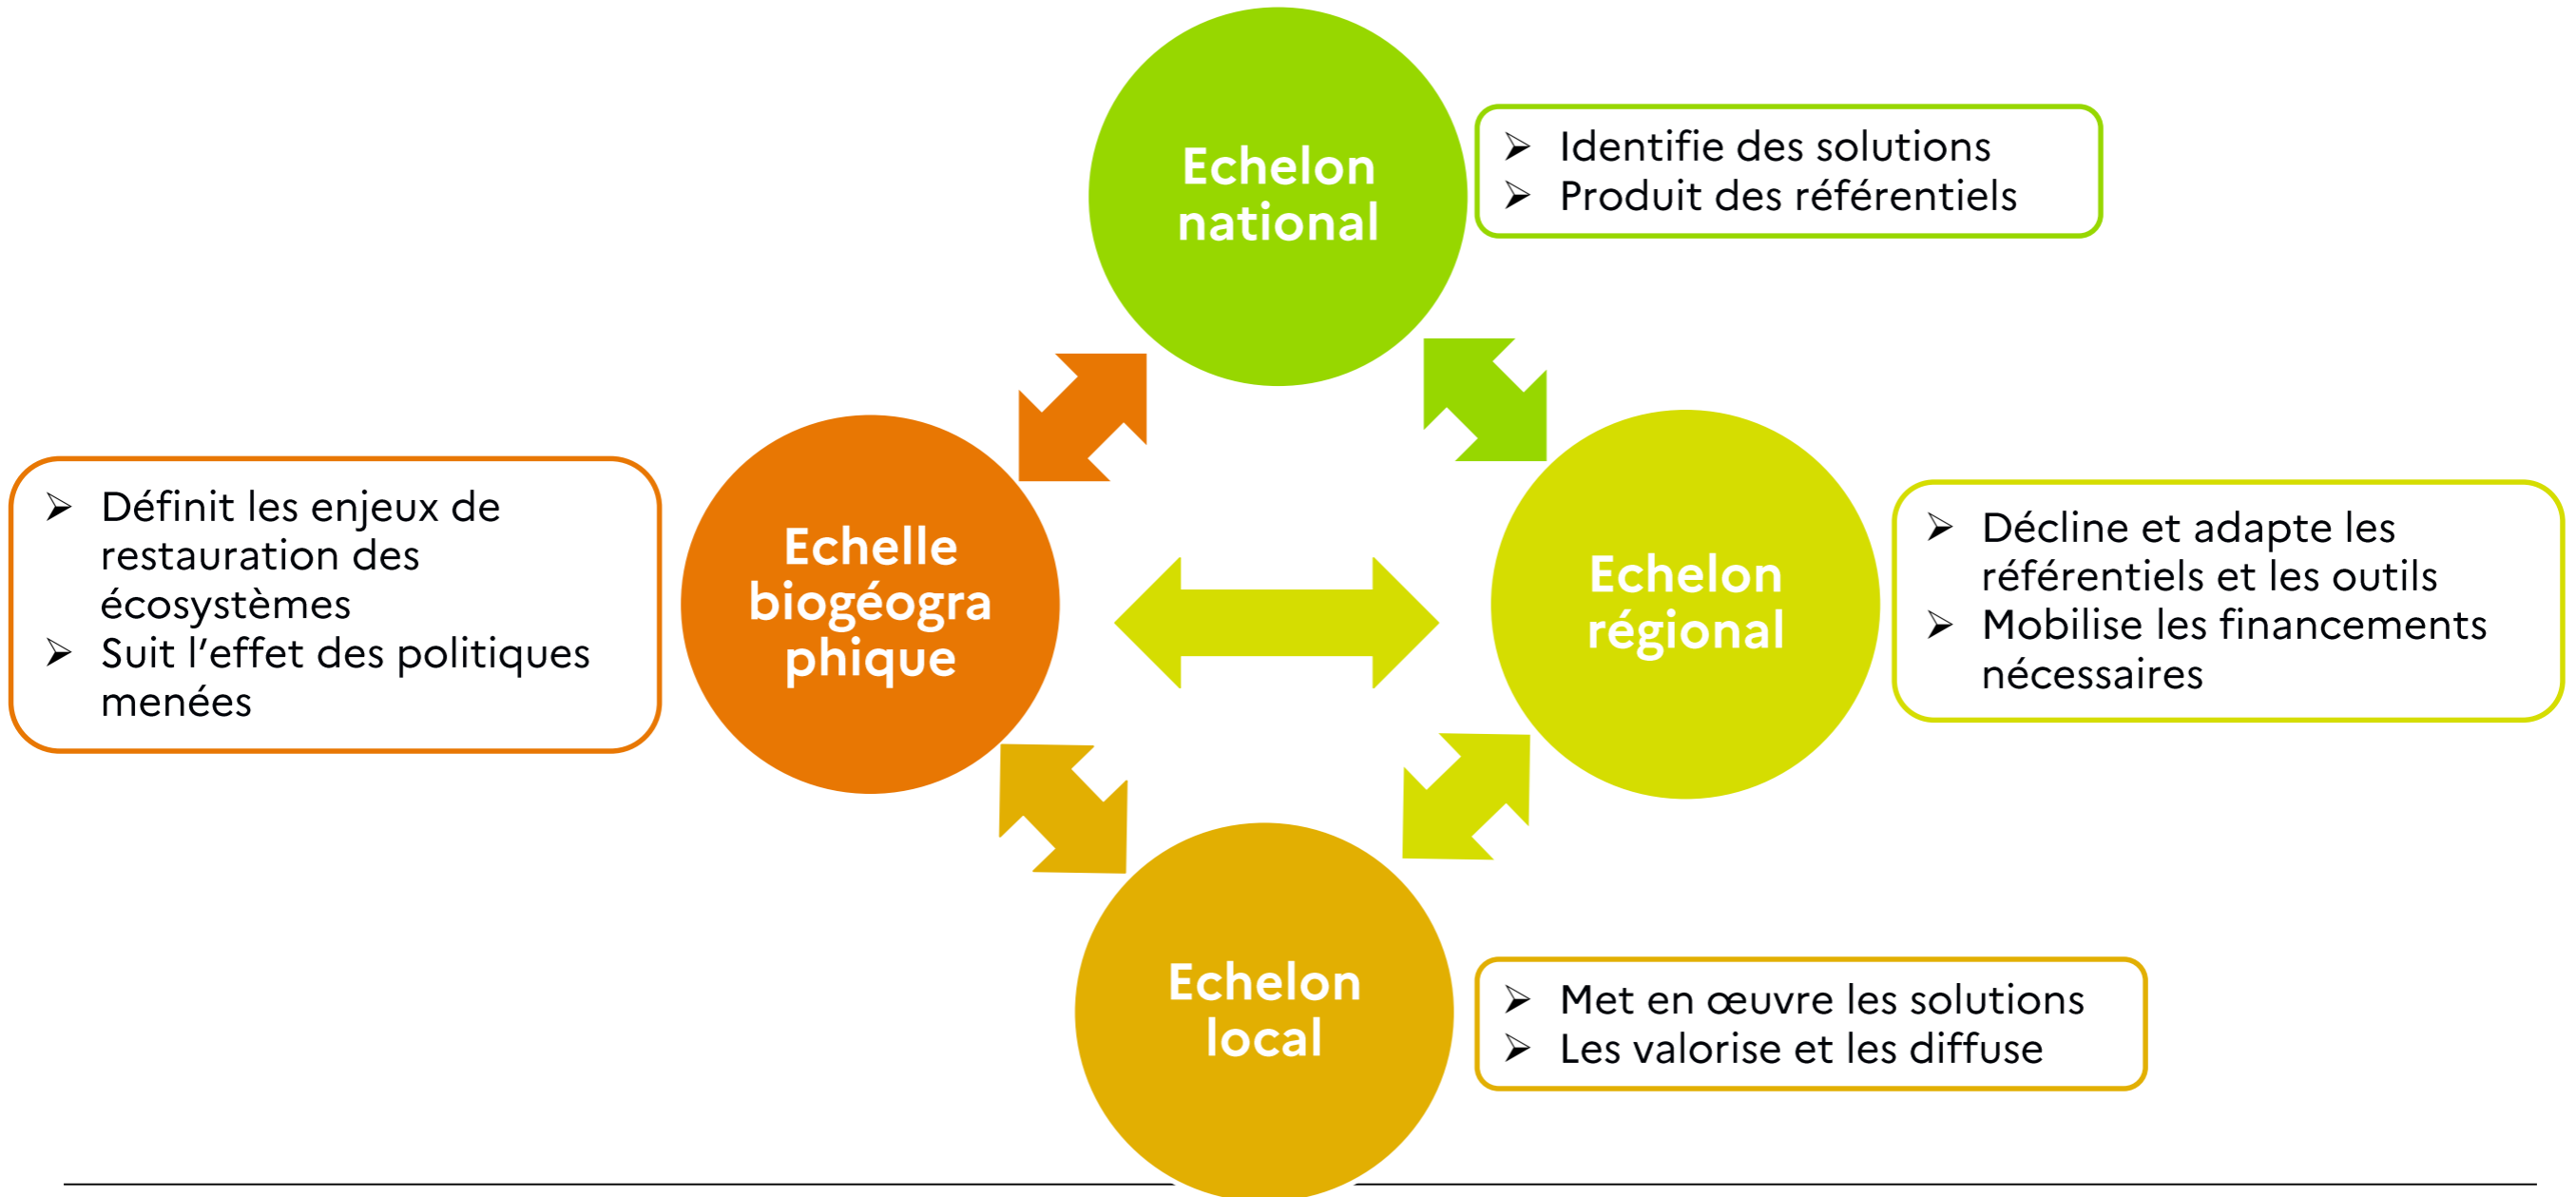 Echelon
national
➢ Identifie des solutions
➢ Produit des référentiels
➢ Définit les enjeux de
restauration des
écosystèmes
➢ Suit l’effet des politiques
menées
Echelle
biogéogra
phique
Echelon
régional
➢ Décline et adapte les
référentiels et les outils
➢ Mobilise les financements
nécessaires
Echelon
local
➢ Met en œuvre les solutions
➢ Les valorise et les diffuse